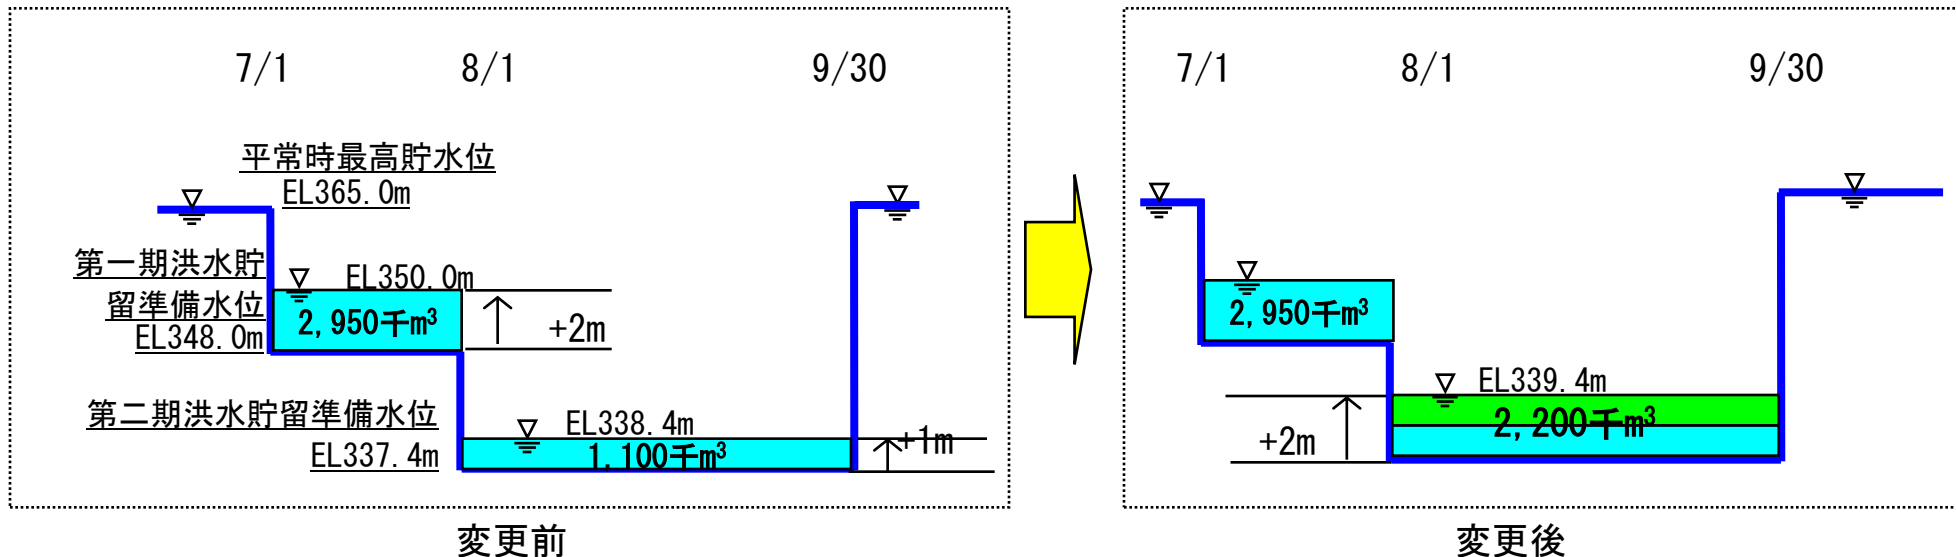 7/1
8/1
9/30
平常時最高貯水位
EL365.0m
第一期洪水貯
留準備水位
EL348.0m
EL350.0m
2,950千m³
+2m
第二期洪水貯留準備水位
EL337.4m
EL338.4m
1,100千m³
+1m
変更前
7/1
8/1
9/30
2,950千m³
EL339.4m
2,200千m³
+2m
変更後